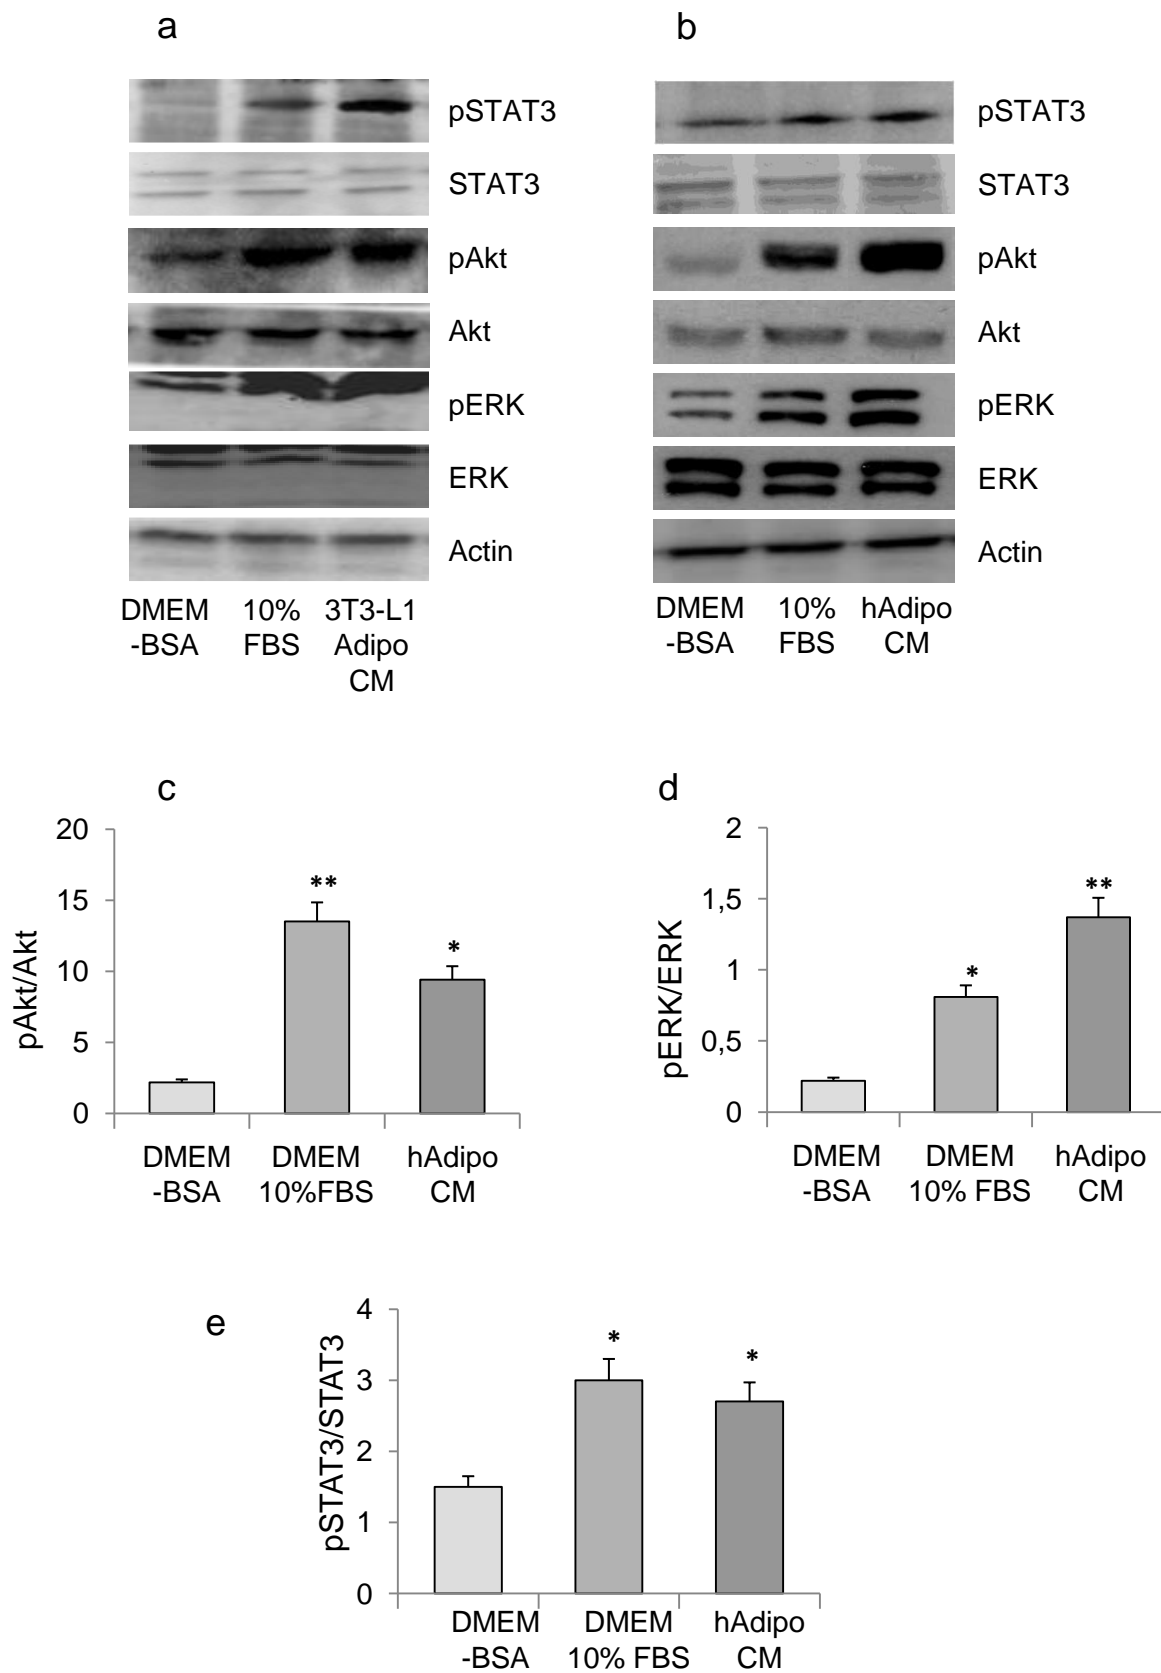 a
pSTAT3
STAT3
pAkt
Akt
pERK
ERK
Actin
DMEM
-BSA
10%
FBS
3T3-L1
Adipo
CM
b
pSTAT3
STAT3
pAkt
Akt
pERK
ERK
Actin
DMEM
-BSA
10%
FBS
hAdipo
CM
c
pAkt/Akt
20
15
10
5
0
**
*
DMEM
-BSA
DMEM
10%FBS
hAdipo
CM
d
pERK/ERK
2
1,5
1
0,5
0
*
**
DMEM
-BSA
DMEM
10% FBS
hAdipo
CM
e
pSTAT3/STAT3
4
3
2
1
0
*
*
DMEM
-BSA
DMEM
10% FBS
hAdipo
CM